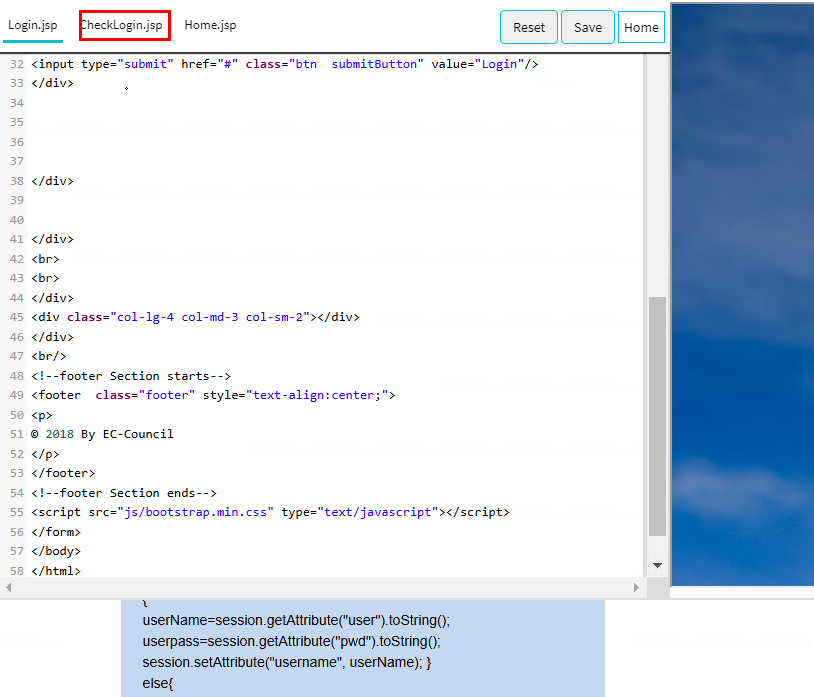 Login.jsp CheckLogin.jsp Home.jsp Reset Save Home
32 <input type="submit" href="#" class="btn  submitButton" value="Login"/>
33 </div>
34
35
36
37
38 </div>
39
40
41 </div>
42 <br>
43 <br>
44 </div>
45 <div class="col-lg-4 col-md-3 col-sm-2"></div>
46 </div>
47 <br/>
48 <!--footer Section starts-->
49 <footer  class="footer" style="text-align:center;">
50 <p>
51 © 2018 By EC-Council
52 </p>
53 </footer>
54 <!--footer Section ends-->
55 <script src="js/bootstrap.min.css" type="text/javascript"></script>
56 </form>
57 </body>
58 </html>
{
userName=session.getAttribute("user").toString();
userpass=session.getAttribute("pwd").toString();
session.setAttribute("username", userName); }
else{